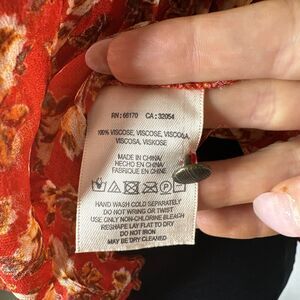 RN: 66170 CA: 32054
100% VISCOSE, VISCOSE, VISCOSA,
VISCOSA, VISKOSE
MADE IN CHINA/
HECHO EN CHINA/
FABRIQUÉ EN CHINE
HAND WASH COLD SEPARATELY
DO NOT WRING OR TWIST
USE ONLY NON-CHLORINE BLEACH
RESHAPE LAY FLAT TO DRY
DO NOT IRON
MAY BE DRY CLEANED